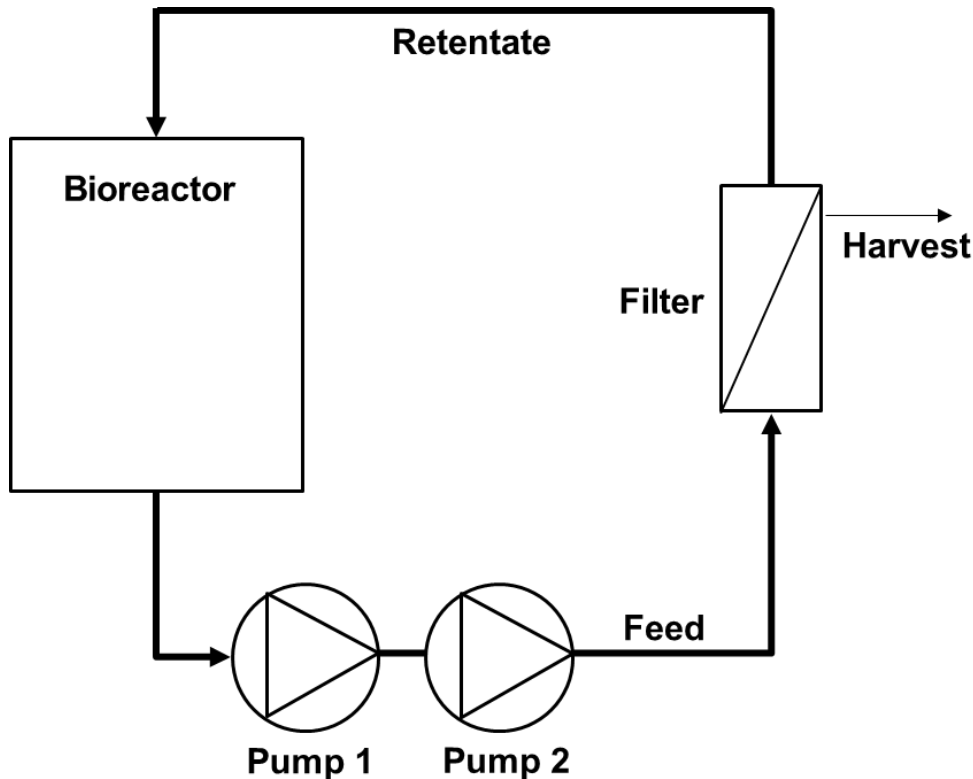 Retentate
Bioreactor
Harvest
Filter
Feed
Pump 1
Pump 2